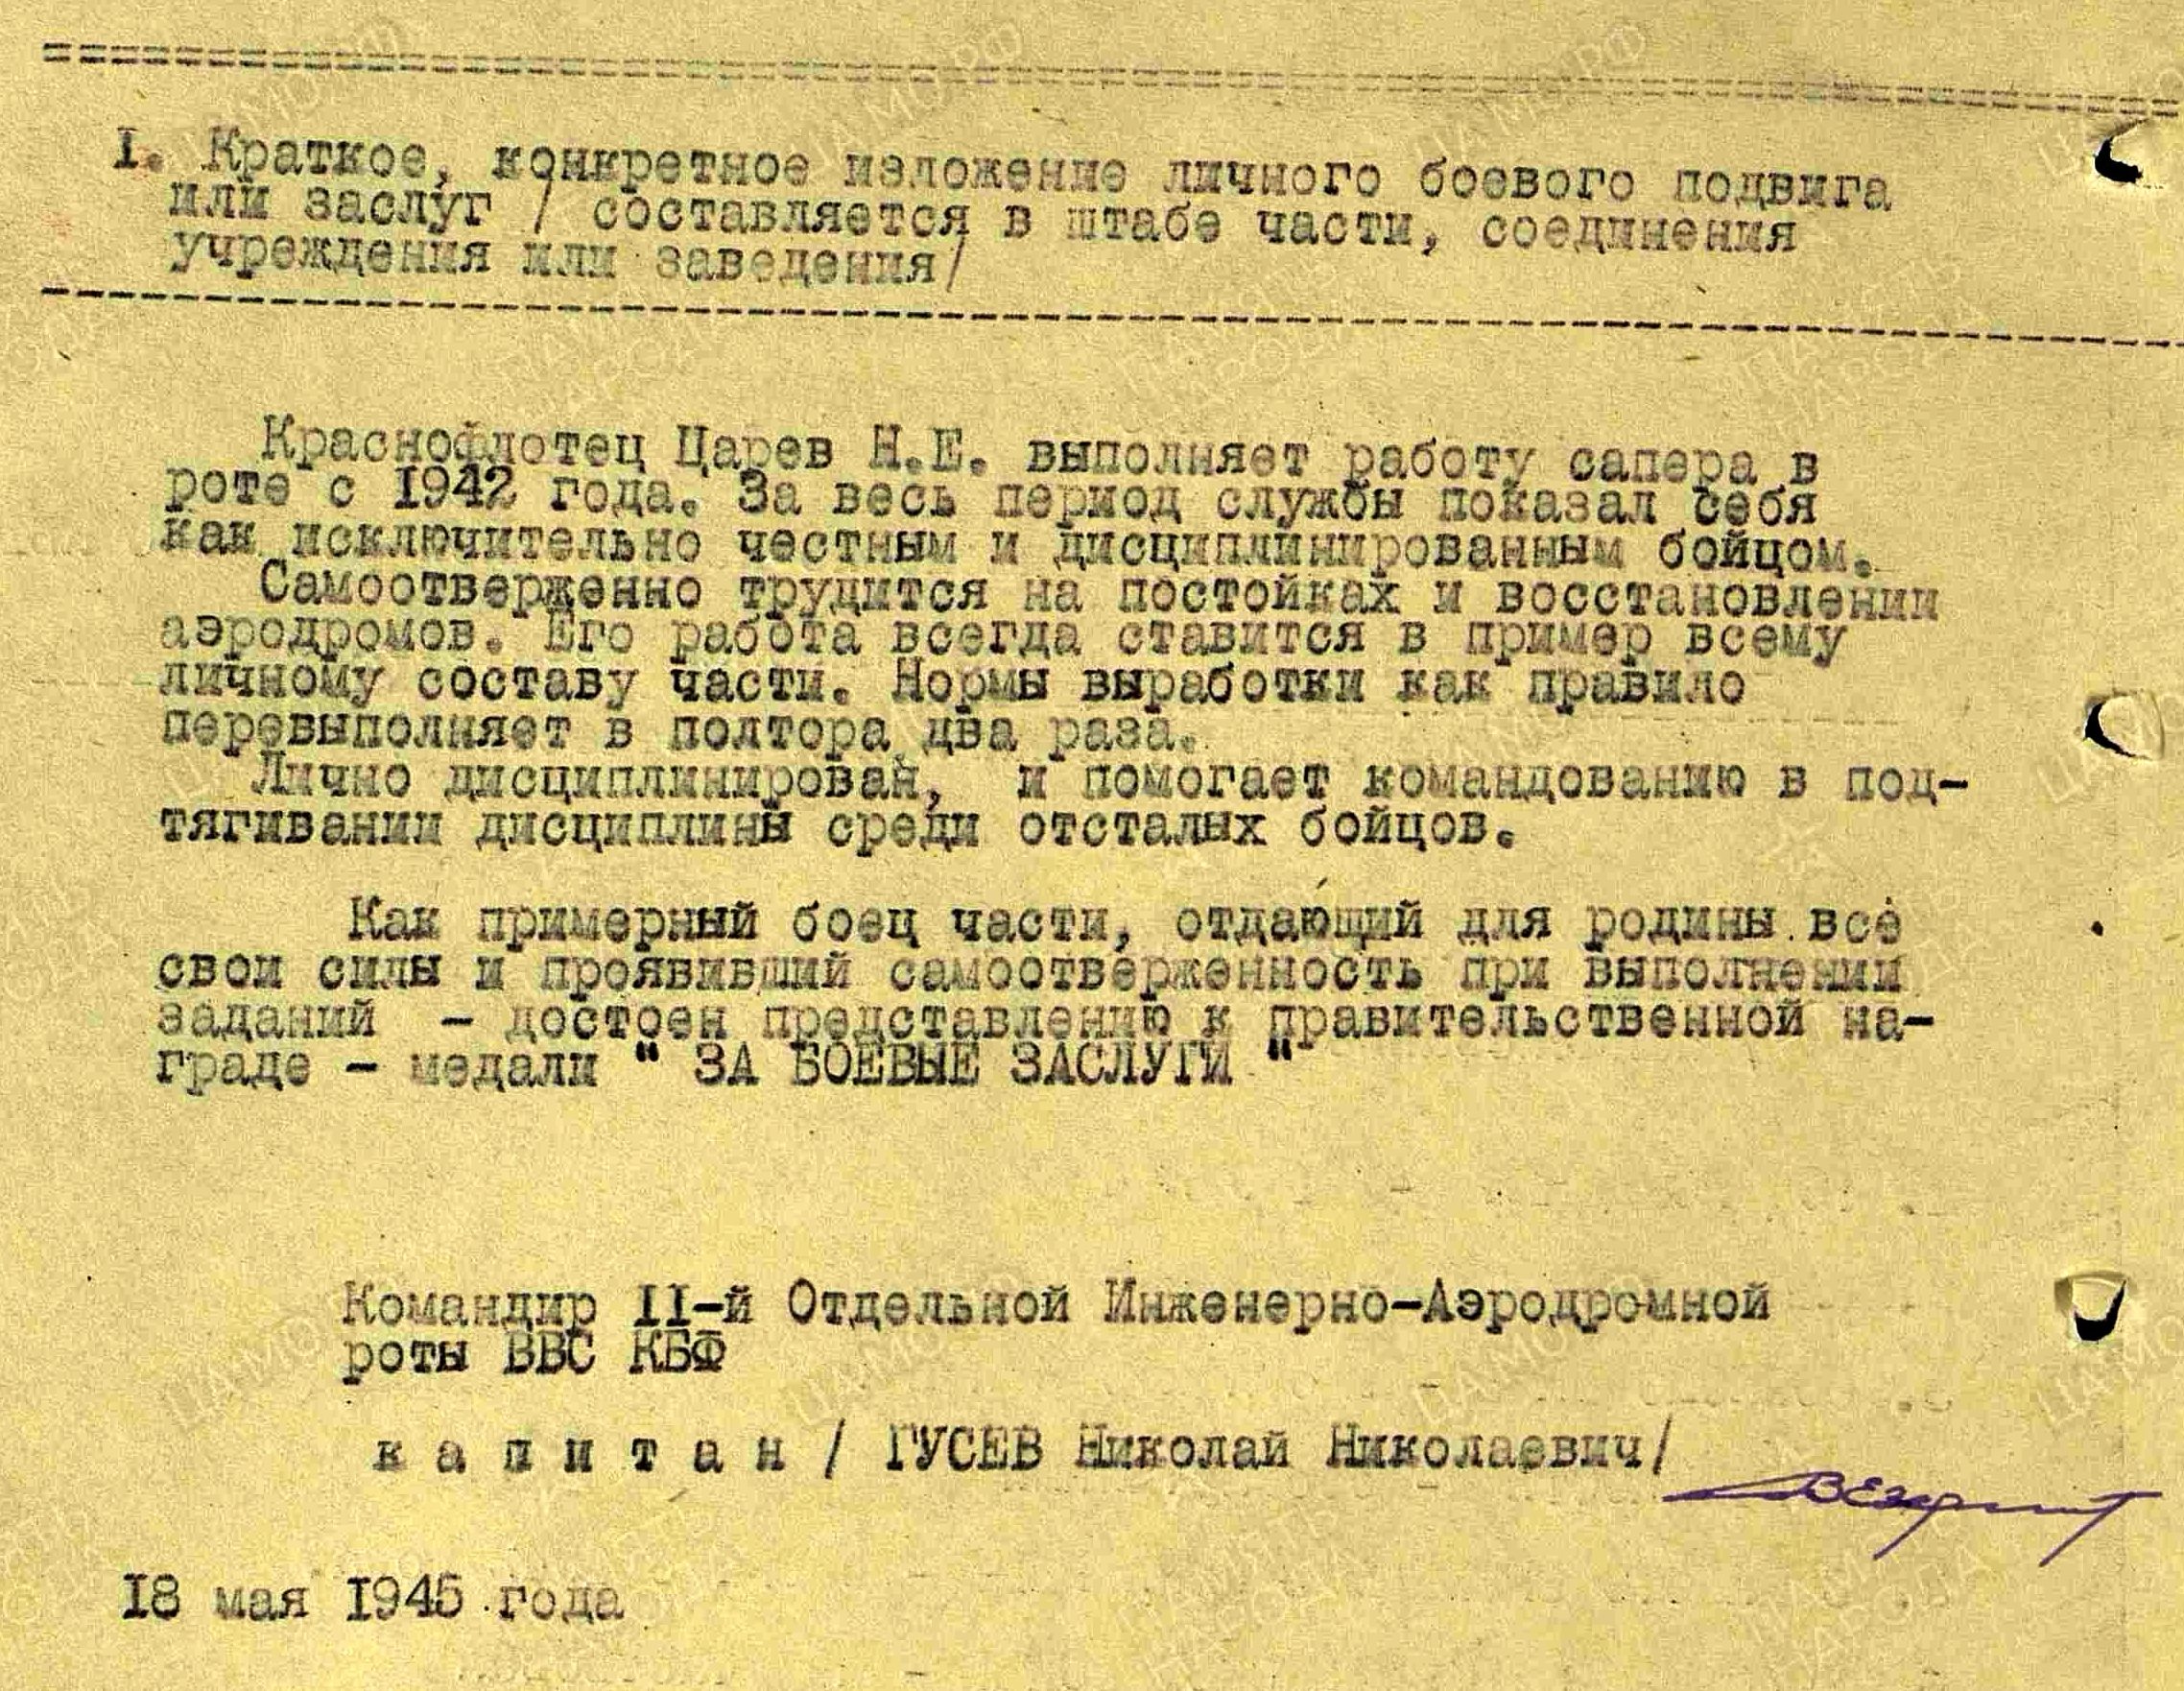 I. Краткое, конкретное изложение личного боевого подвига
или заслуг / составляется в штабе части, соединения
учреждения или заведения/
Краснофлотец Царев Н.Е. выполняет работу сапера в
роте с 1942 года. За весь период службы показал себя
как исключительно честным и дисциплинированным бойцом.
Самоотверженно трудится на постойках и восстановлении
аэродромов. Его работа всегда ставится в пример всему
личному составу части. Нормы выработки как правило
перевыполняет в полтора два раза.
Лично дисциплинирован, и помогает командованию в под-
тягивании дисциплины среди отсталых бойцов.
Как примерный боец части, отдающий для родины все
свои силы и проявивший самоотверженность при выполнении
заданий - достоен представлению к правительственной на-
граде - медали " ЗА БОЕВЫЕ ЗАСЛУГИ "
Командир II-й Отдельной Инженерно-Аэродромной
роты ВВС КБФ
к а п и т а н / ГУСЕВ Николай Николаевич/
18 мая 1945 года